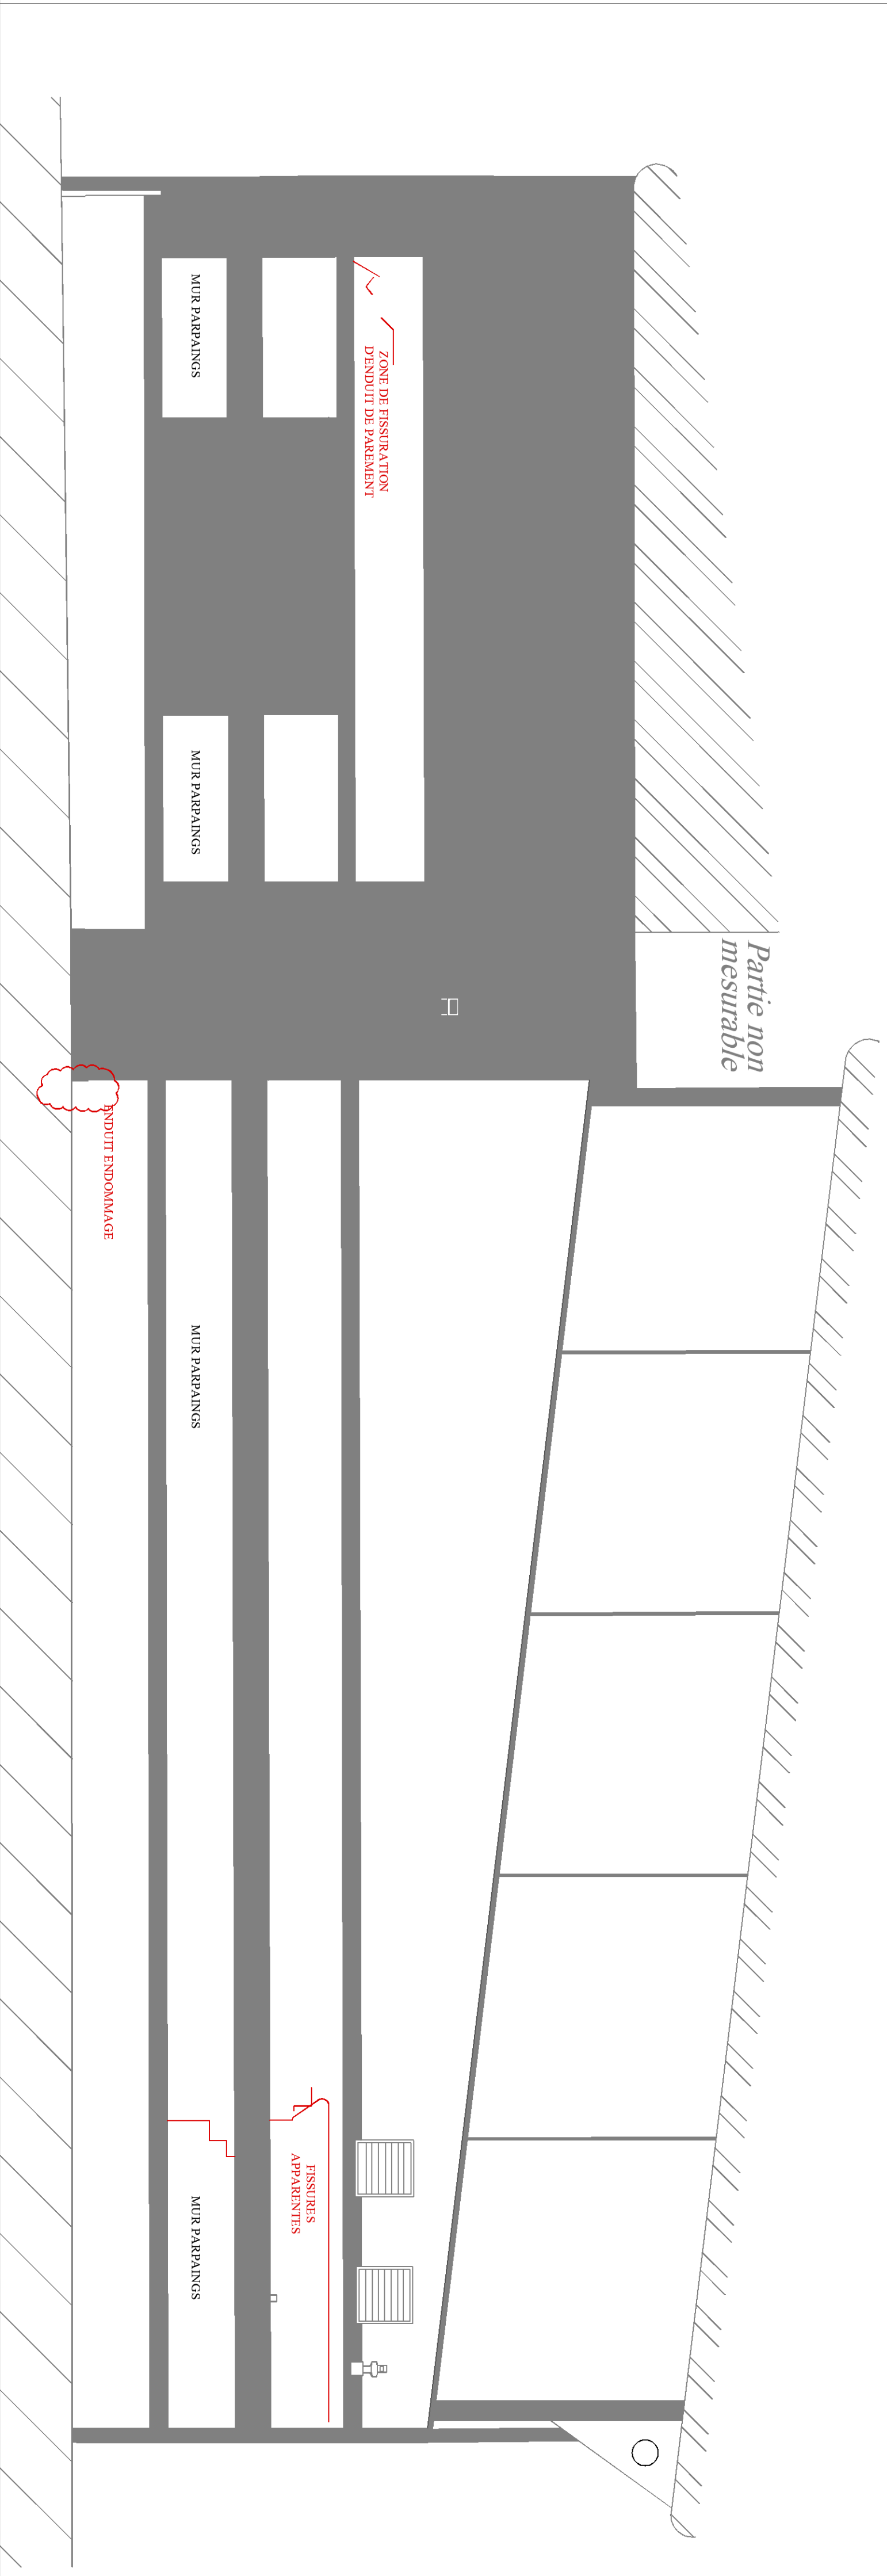 Partie non
mesurable
ZONE DE FISSURATION
D'ENDUIT DE PAREMENT
MUR PARPAINGS
MUR PARPAINGS
ENDUIT ENDOMMAGE
MUR PARPAINGS
FISSURES
APPARENTES
MUR PARPAINGS